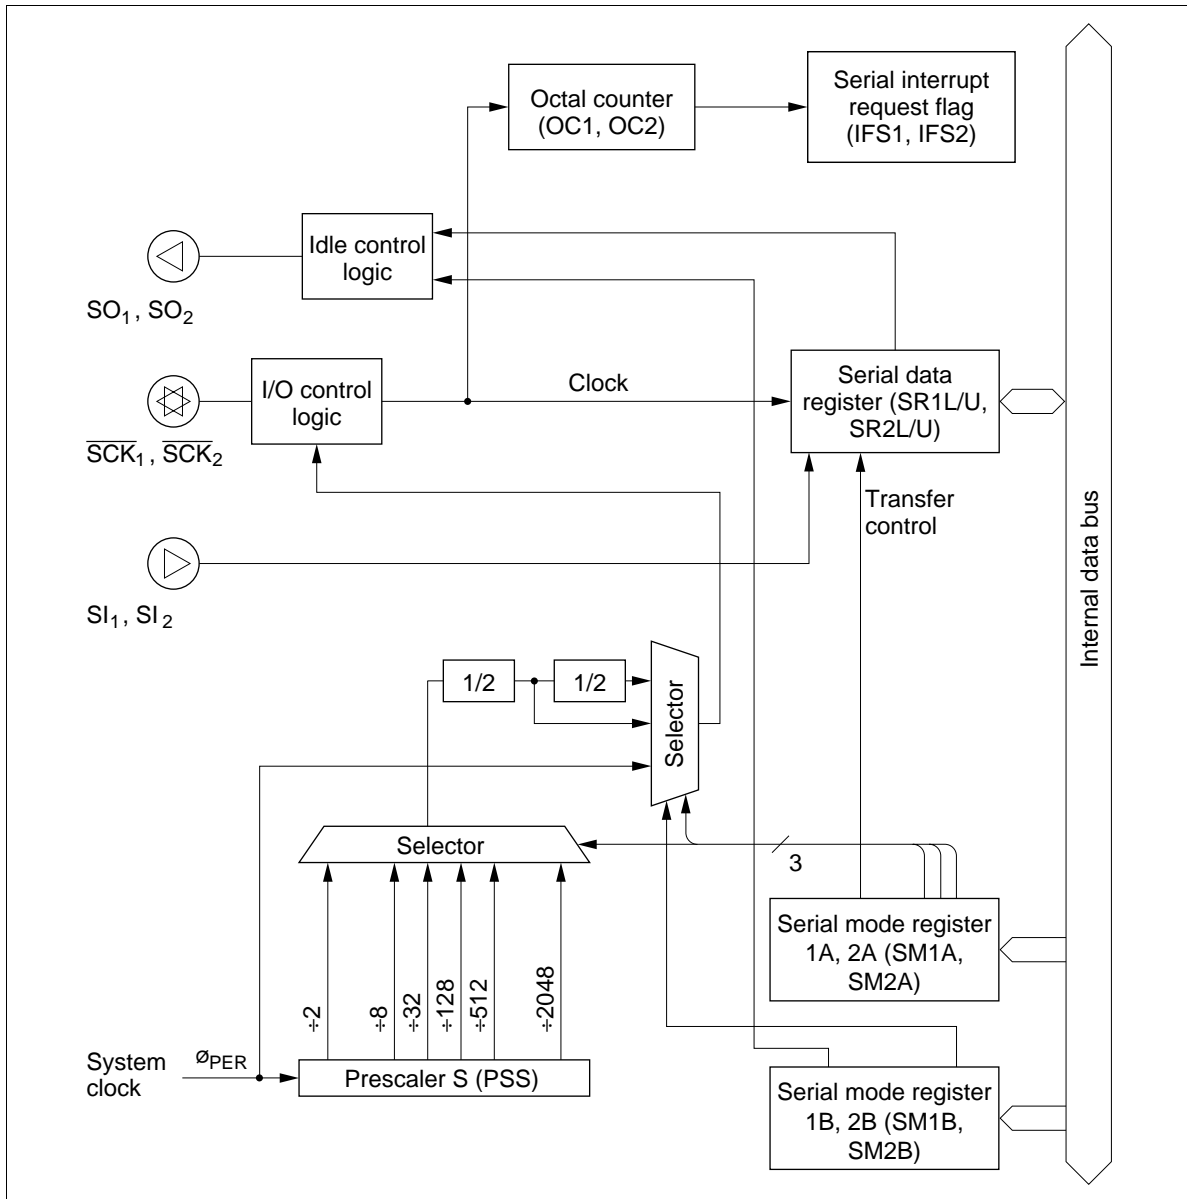 Octal counter
(OC1, OC2)
Serial interrupt
request flag
(IFS1, IFS2)
Idle control
logic
SO1, SO2
I/O control
logic
Clock
Serial data
register (SR1L/U,
SR2L/U)
SCK1, SCK2
Transfer
control
SI1, SI2
Internal data bus
1/2
1/2
Selector
Selector
3
Serial mode register
1A, 2A (SM1A,
SM2A)
÷2
÷8
÷32
÷128
÷512
÷2048
System
clock
øPER
Prescaler S (PSS)
Serial mode register
1B, 2B (SM1B,
SM2B)